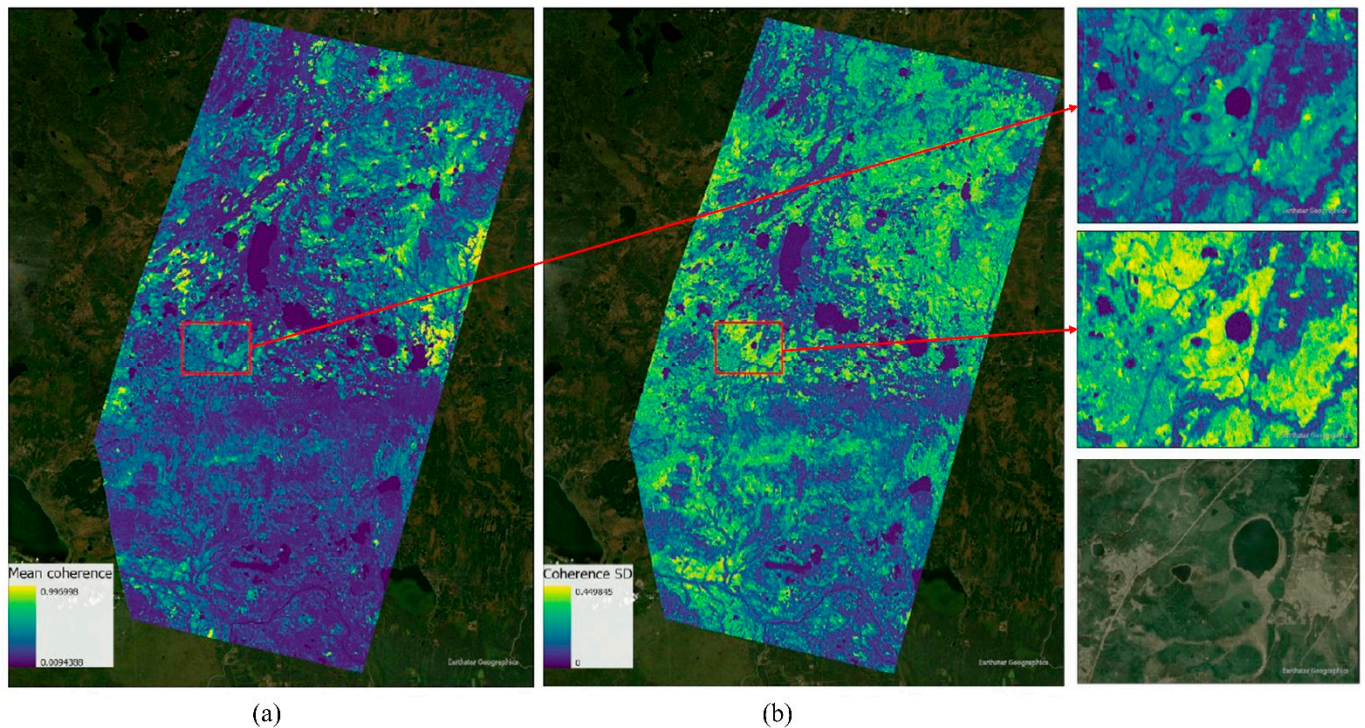 Mean coherence
0.996998
0.0094388
Earthstar Geographics
Coherence SD
0.449845
0
Earthstar Geographics
Earthstar Geographics
Earthstar Geographics
Earthstar Geographics
(a)
(b)